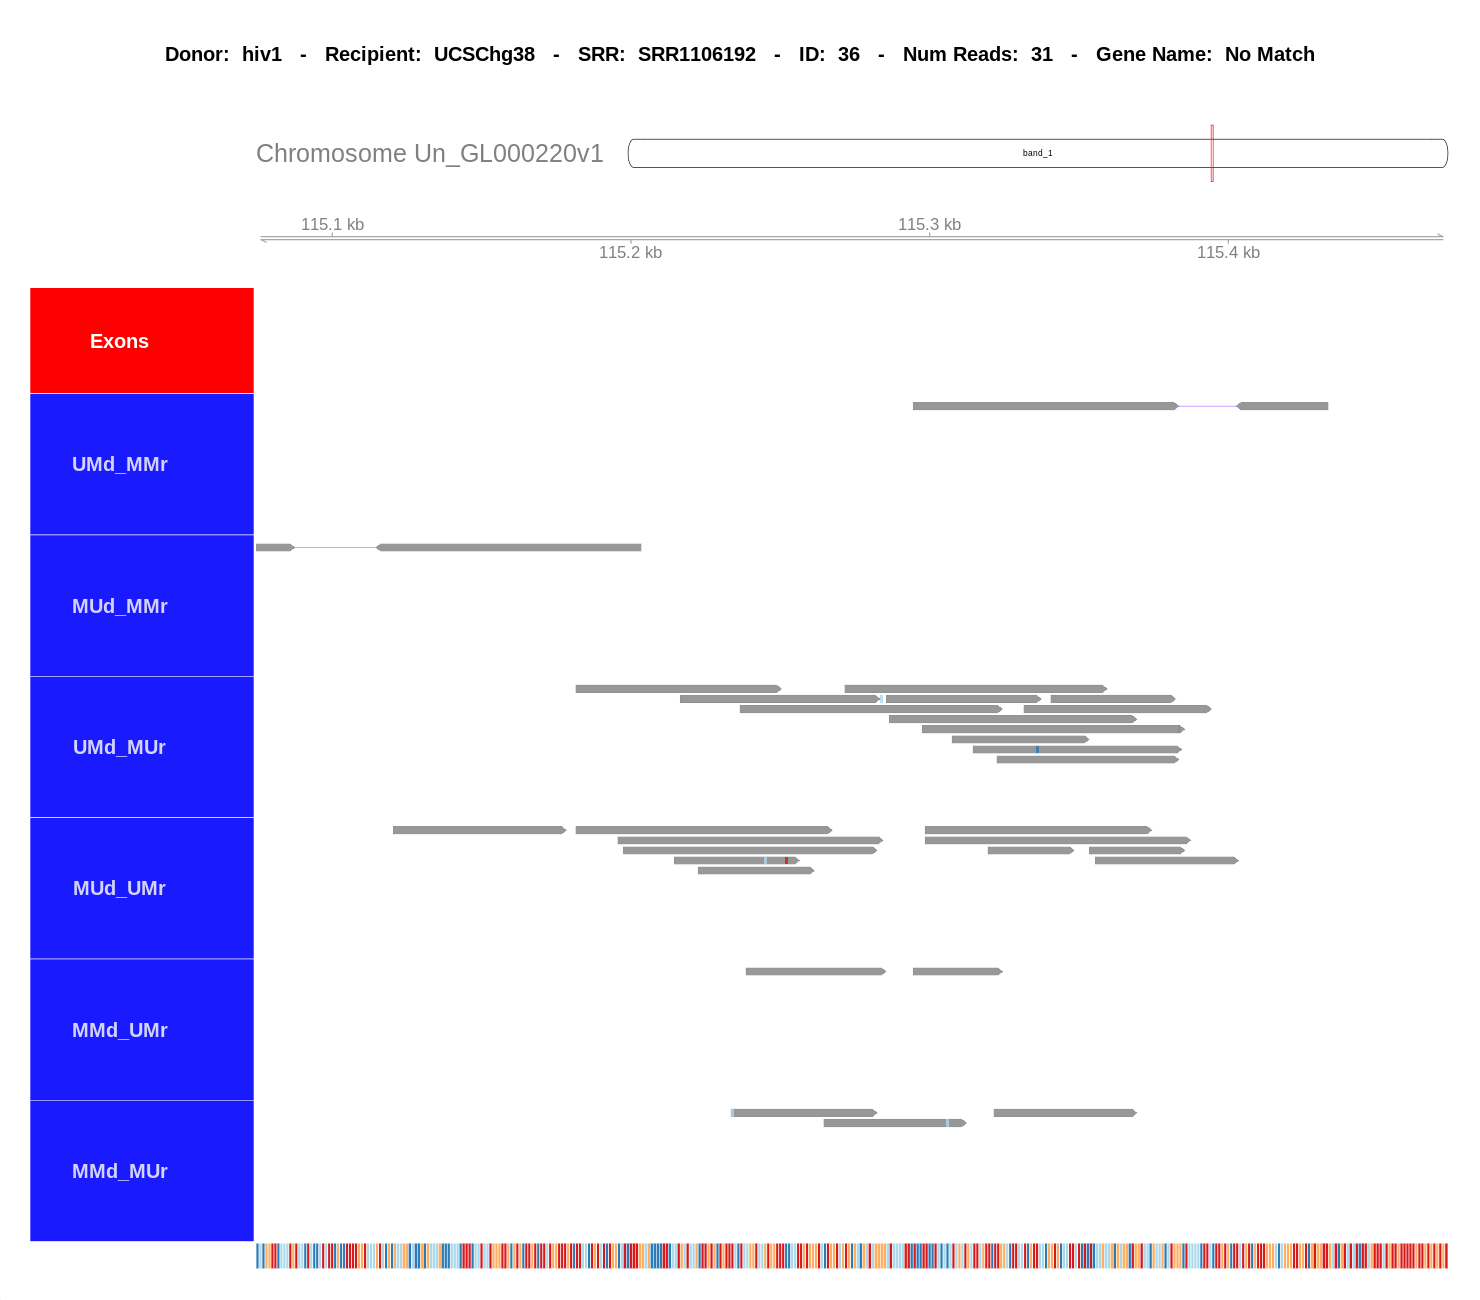 Donor: hiv1 - Recipient: UCSChg38 - SRR: SRR1106192 - ID: 36 - Num Reads: 31 - Gene Name: No Match
Chromosome Un_GL000220v1
band_1
115.1 kb
115.3 kb
115.2 kb
115.4 kb
Exons
UMd_MMr
MUd_MMr
UMd_MUr
MUd_UMr
MMd_UMr
MMd_MUr